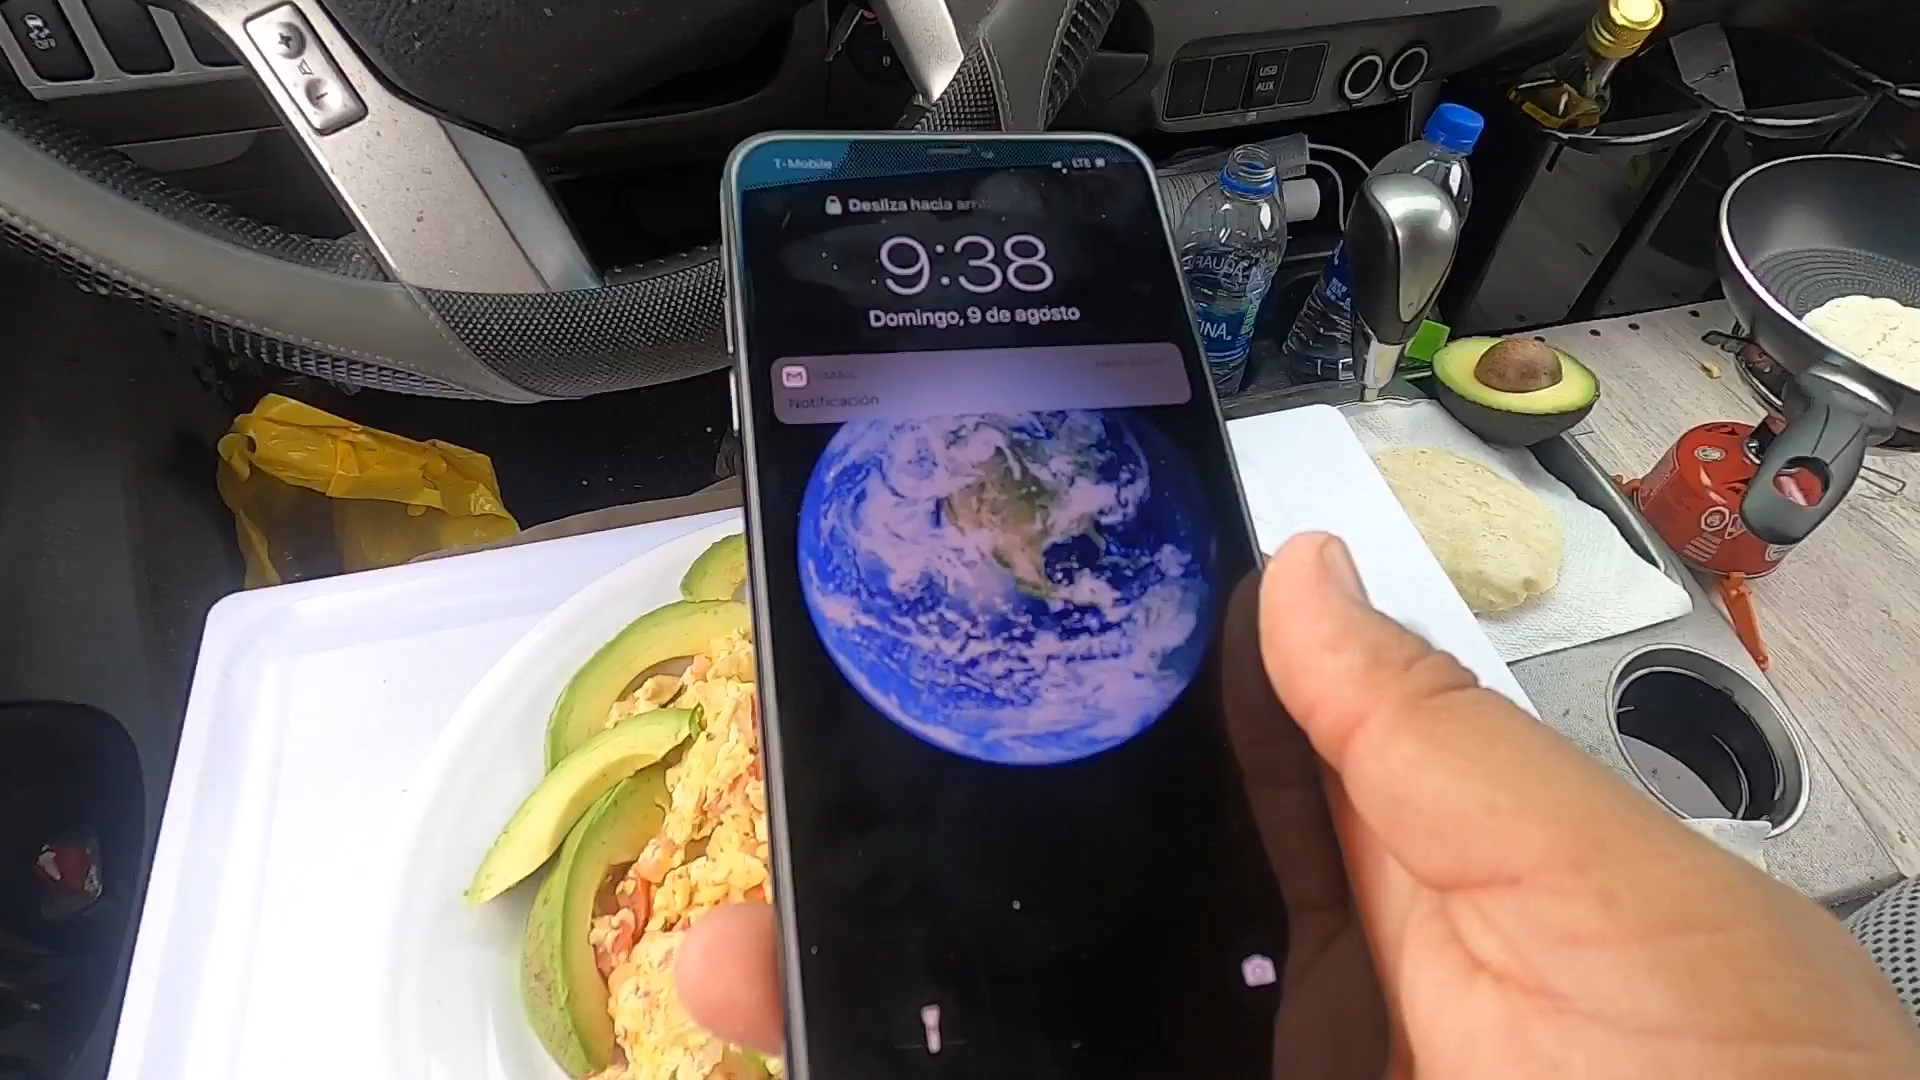 T-Mobile
LTE
Desliza hacia
9:38
Domingo, 9 de agosto
Notificación
USB
AUX